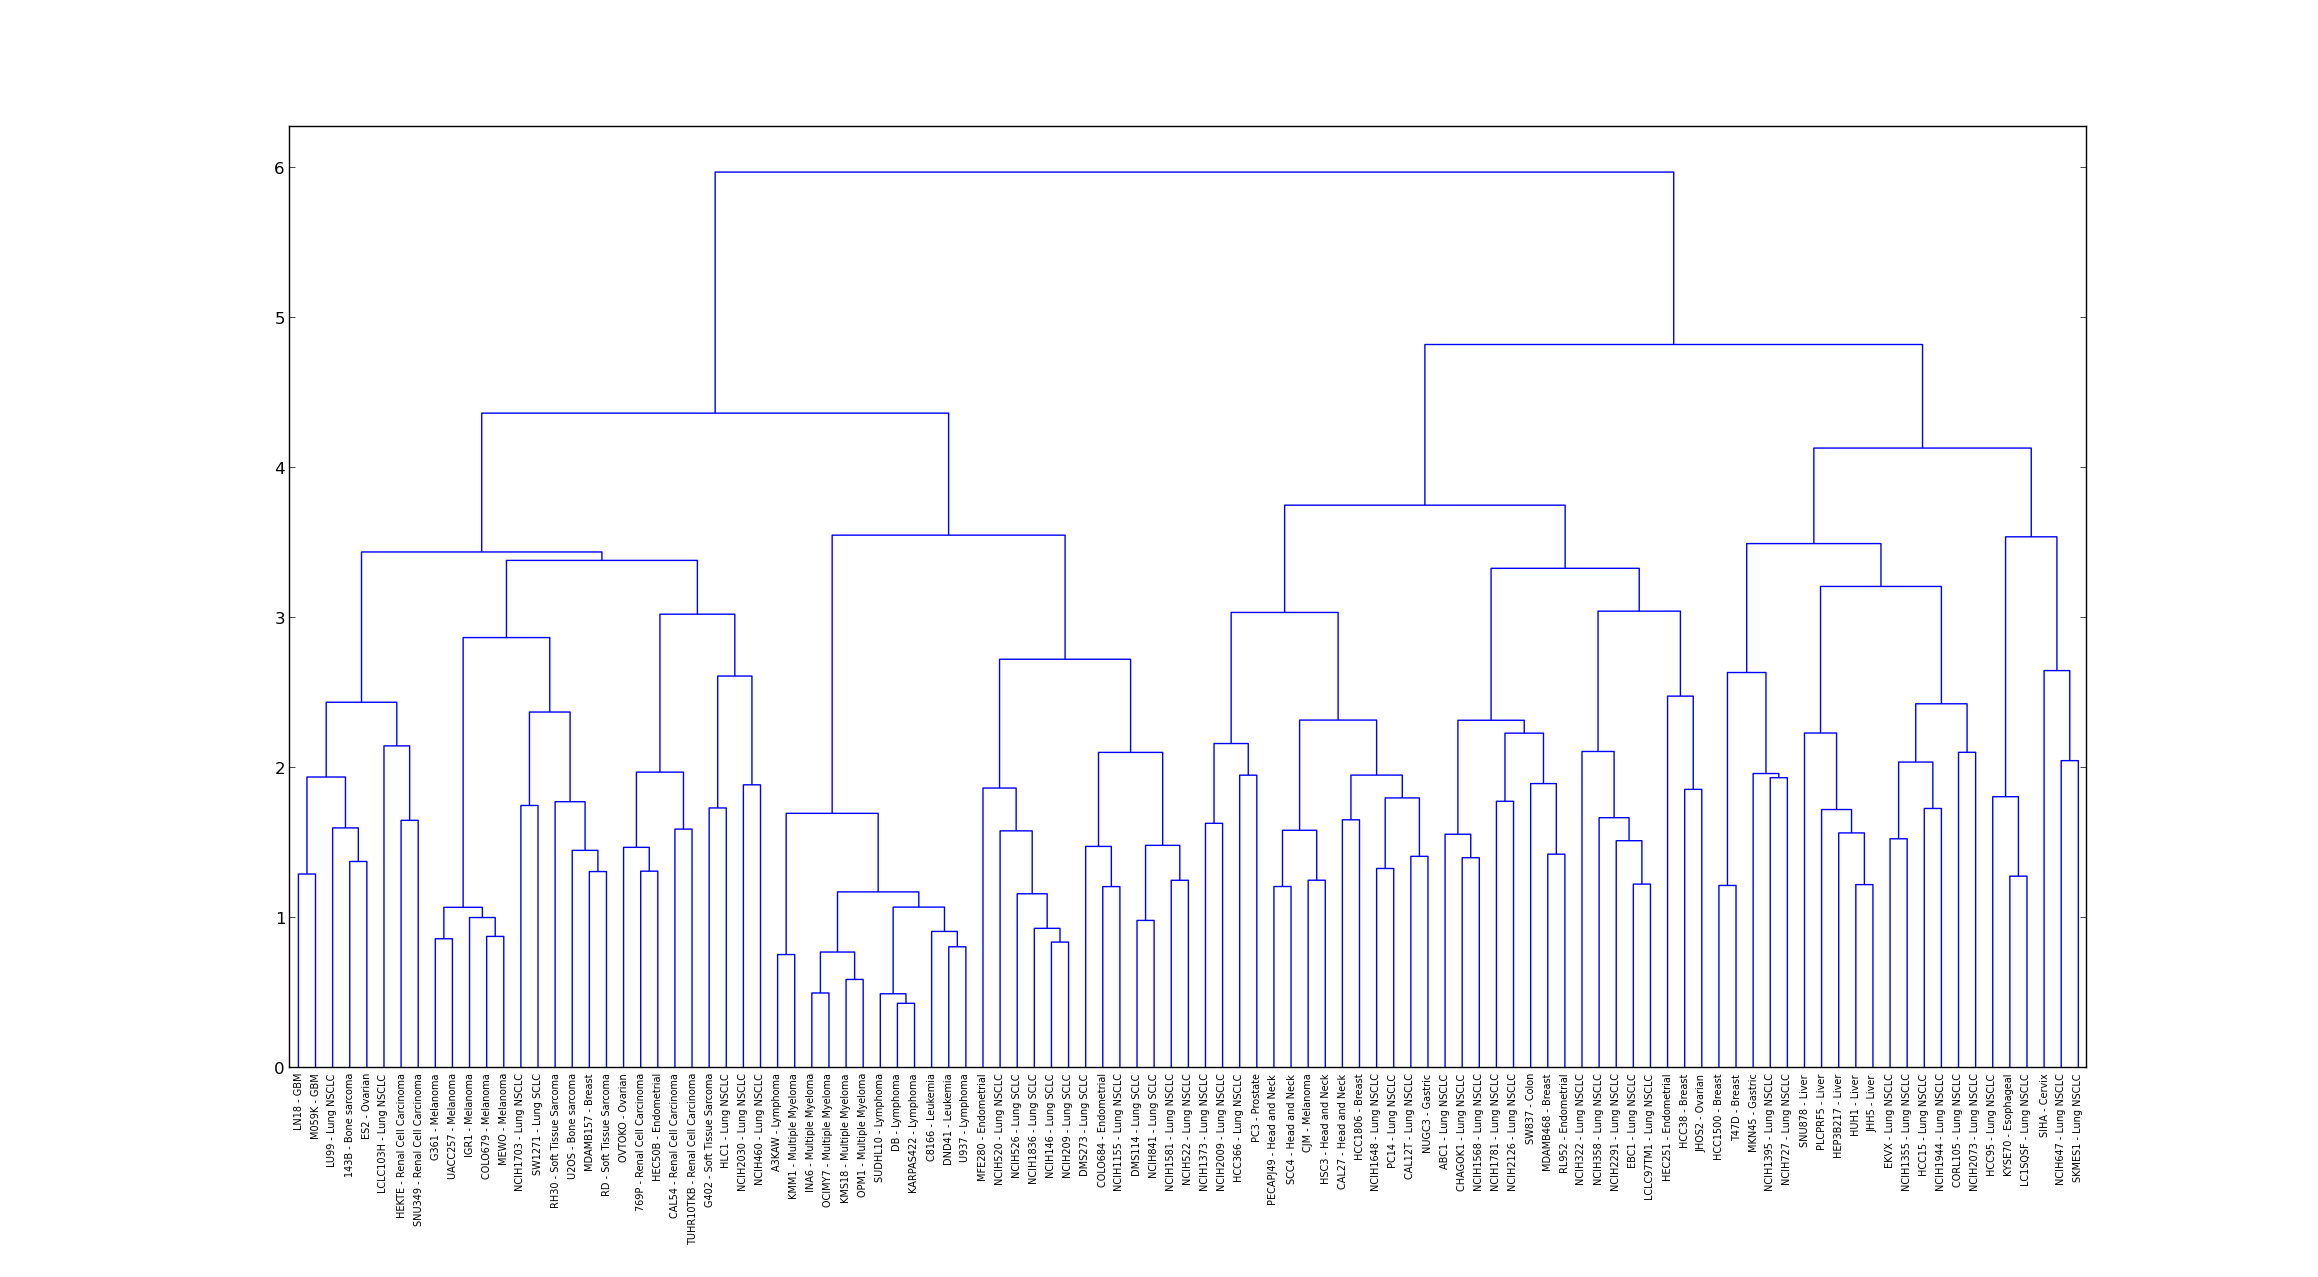 6
5
4
3
2
1
0
LN18 - GBM
M059K - GBM
LU99 - Lung NSCLC
143B - Bone sarcoma
ES2 - Ovarian
LCLC103H - Lung NSCLC
HEKTE - Renal Cell Carcinoma
SNU349 - Renal Cell Carcinoma
G361 - Melanoma
UACC257 - Melanoma
IGR1 - Melanoma
COLO679 - Melanoma
MEWO - Melanoma
NCIH1703 - Lung NSCLC
SW1271 - Lung SCLC
RH30 - Soft Tissue Sarcoma
U2OS - Bone sarcoma
MDAMB157 - Breast
RD - Soft Tissue Sarcoma
OVTOKO - Ovarian
769P - Renal Cell Carcinoma
HEC50B - Endometrial
CAL54 - Renal Cell Carcinoma
TUHR10TKB - Renal Cell Carcinoma
G402 - Soft Tissue Sarcoma
HLC1 - Lung NSCLC
NCIH2030 - Lung NSCLC
NCIH460 - Lung NSCLC
A3KAW - Lymphoma
KMM1 - Multiple Myeloma
INA6 - Multiple Myeloma
OCIMY7 - Multiple Myeloma
KMS18 - Multiple Myeloma
OPM1 - Multiple Myeloma
SUDHL10 - Lymphoma
DB - Lymphoma
KARPAS422 - Lymphoma
C8166 - Leukemia
DND41 - Leukemia
U937 - Lymphoma
MFE280 - Endometrial
NCIH520 - Lung NSCLC
NCIH526 - Lung SCLC
NCIH1836 - Lung SCLC
NCIH146 - Lung SCLC
NCIH209 - Lung SCLC
DMS273 - Lung SCLC
COLO684 - Endometrial
NCIH1155 - Lung NSCLC
DMS114 - Lung SCLC
NCIH841 - Lung SCLC
NCIH1581 - Lung NSCLC
NCIH522 - Lung NSCLC
NCIH1373 - Lung NSCLC
NCIH2009 - Lung NSCLC
HCC366 - Lung NSCLC
PC3 - Prostate
PECAPJ49 - Head and Neck
SCC4 - Head and Neck
CJM - Melanoma
HSC3 - Head and Neck
CAL27 - Head and Neck
HCC1806 - Breast
NCIH1648 - Lung NSCLC
PC14 - Lung NSCLC
CAL12T - Lung NSCLC
NUGC3 - Gastric
ABC1 - Lung NSCLC
CHAGOK1 - Lung NSCLC
NCIH1568 - Lung NSCLC
NCIH1781 - Lung NSCLC
NCIH2126 - Lung NSCLC
SW837 - Colon
MDAMB468 - Breast
RL952 - Endometrial
NCIH322 - Lung NSCLC
NCIH358 - Lung NSCLC
NCIH2291 - Lung NSCLC
EBC1 - Lung NSCLC
LCLC97TM1 - Lung NSCLC
HEC251 - Endometrial
HCC38 - Breast
JHOS2 - Ovarian
HCC1500 - Breast
T47D - Breast
MKN45 - Gastric
NCIH1395 - Lung NSCLC
NCIH727 - Lung NSCLC
SNU878 - Liver
PLCPRF5 - Liver
HEP3B217 - Liver
HUH1 - Liver
JHH5 - Liver
EKVX - Lung NSCLC
NCIH1355 - Lung NSCLC
HCC15 - Lung NSCLC
NCIH1944 - Lung NSCLC
CORL105 - Lung NSCLC
NCIH2073 - Lung NSCLC
HCC95 - Lung NSCLC
KYSE70 - Esophageal
LC1SQSF - Lung NSCLC
SIHA - Cervix
NCIH647 - Lung NSCLC
SKMES1 - Lung NSCLC